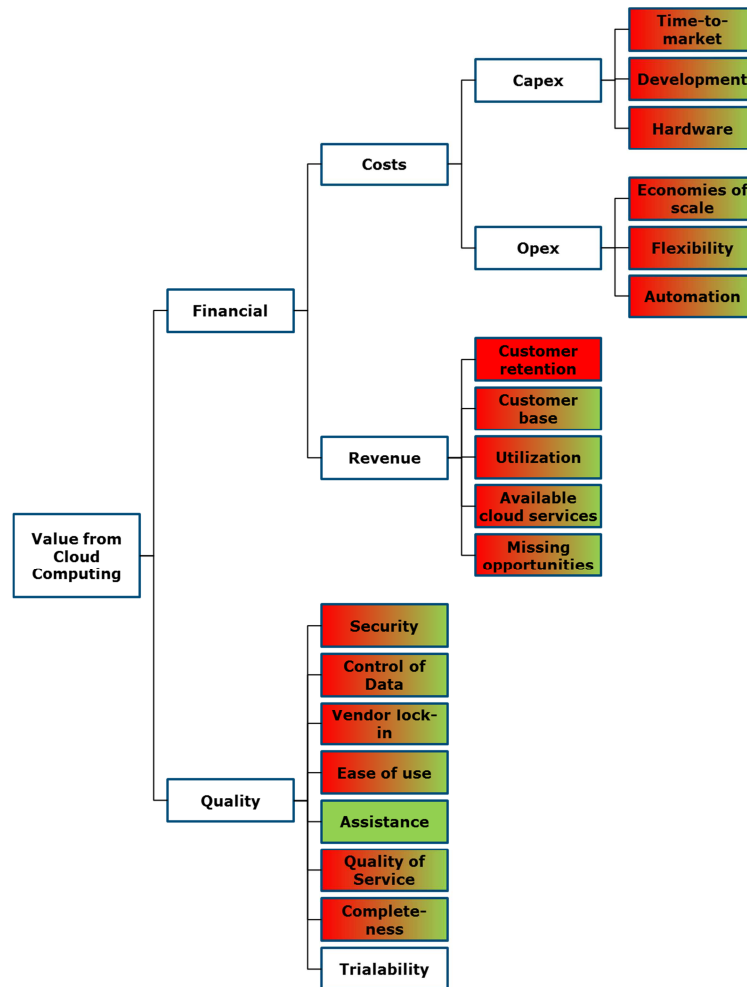 Time-to-
market
Capex
Development
Hardware
Costs
Economies of
scale
Opex
Flexibility
Automation
Financial
Customer
retention
Customer
base
Revenue
Utilization
Available
cloud services
Missing
opportunities
Value from
Cloud
Computing
Security
Control of
Data
Vendor lock-
in
Ease of use
Quality
Assistance
Quality of
Service
Complete-
ness
Trialability